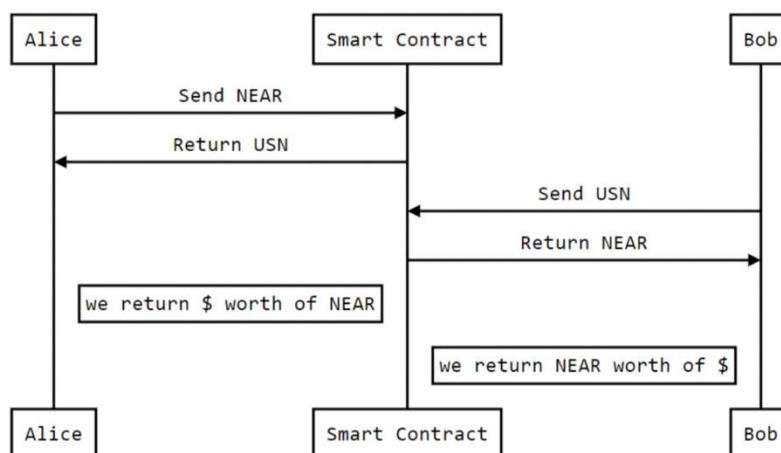 Alice
Smart Contract
Bob
Send NEAR
Return USN
Send USN
Return NEAR
we return $ worth of NEAR
we return NEAR worth of $
Alice
Smart Contract
Bob